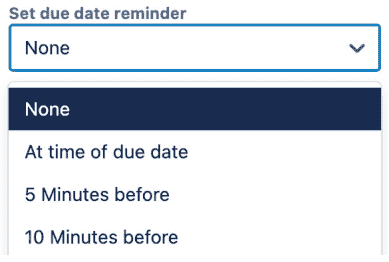 Set due date reminder
None
None
At time of due date
5 Minutes before
10 Minutes before